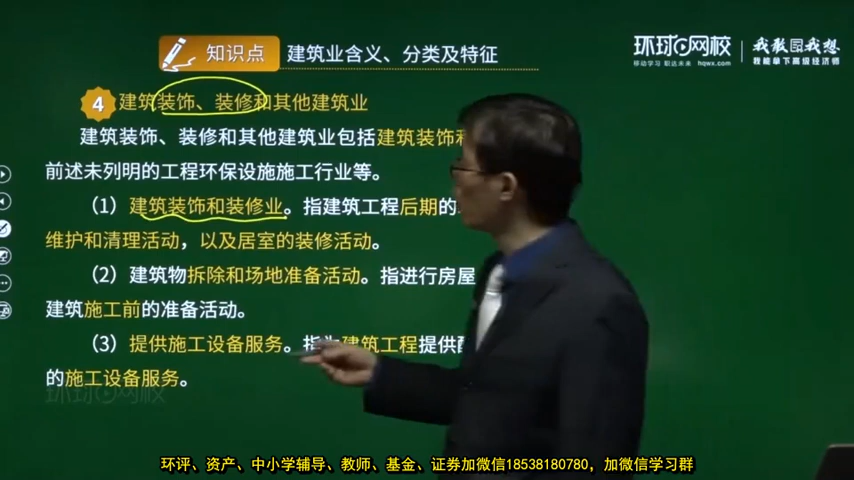 知识点 建筑业含义、分类及特征
环球网校
移动学习 职达未来 hqwx.com
我教国我想
我能拿下高级经济师
4 建筑装饰、装修和其他建筑业
建筑装饰、装修和其他建筑业包括建筑装饰和
前述未列明的工程环保设施施工行业等。
（1）建筑装饰和装修业。指建筑工程后期的
维护和清理活动，以及居室的装修活动。
（2）建筑物拆除和场地准备活动。指进行房屋
建筑施工前的准备活动。
（3）提供施工设备服务。指为建筑工程提供
的施工设备服务。
环球网校
环评、资产、中小学辅导、教师、基金、证券加微信18538180780，加微信学习群